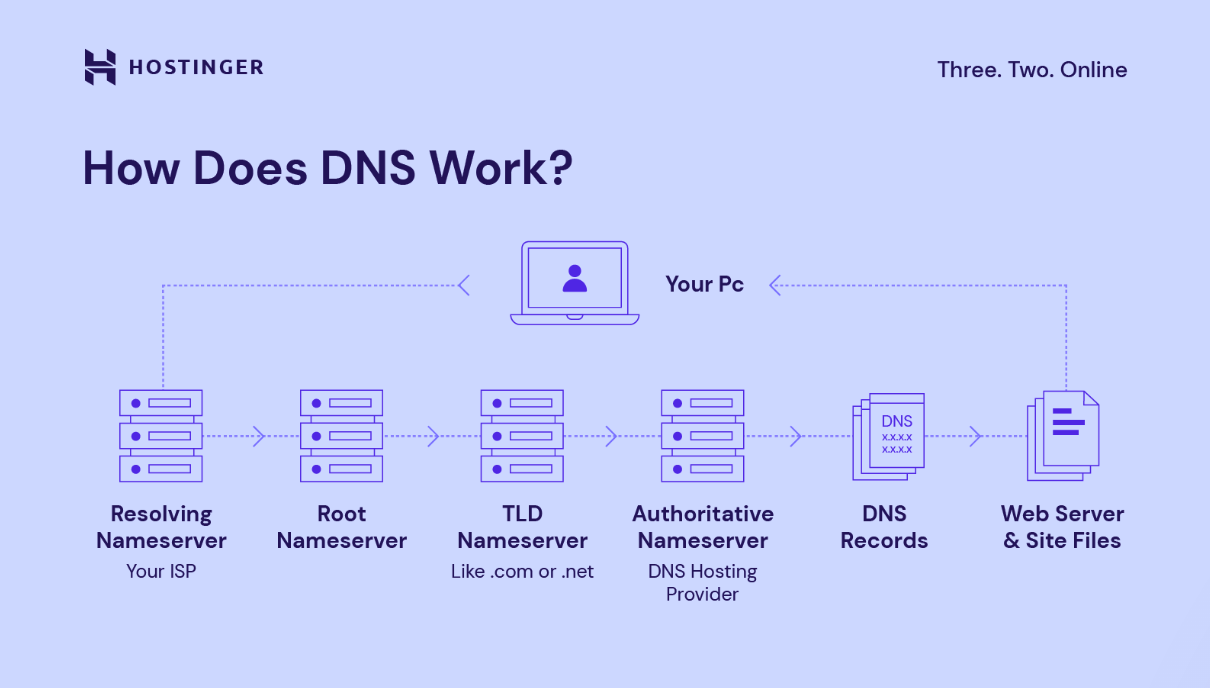 HOSTINGER
Three. Two. Online
How Does DNS Work?
Your Pc
DNS
x.x.x.x
x.x.x.x
Resolving
Nameserver
Your ISP
Root
Nameserver
TLD
Nameserver
Like .com or .net
Authoritative
Nameserver
DNS Hosting
Provider
DNS
Records
Web Server
& Site Files